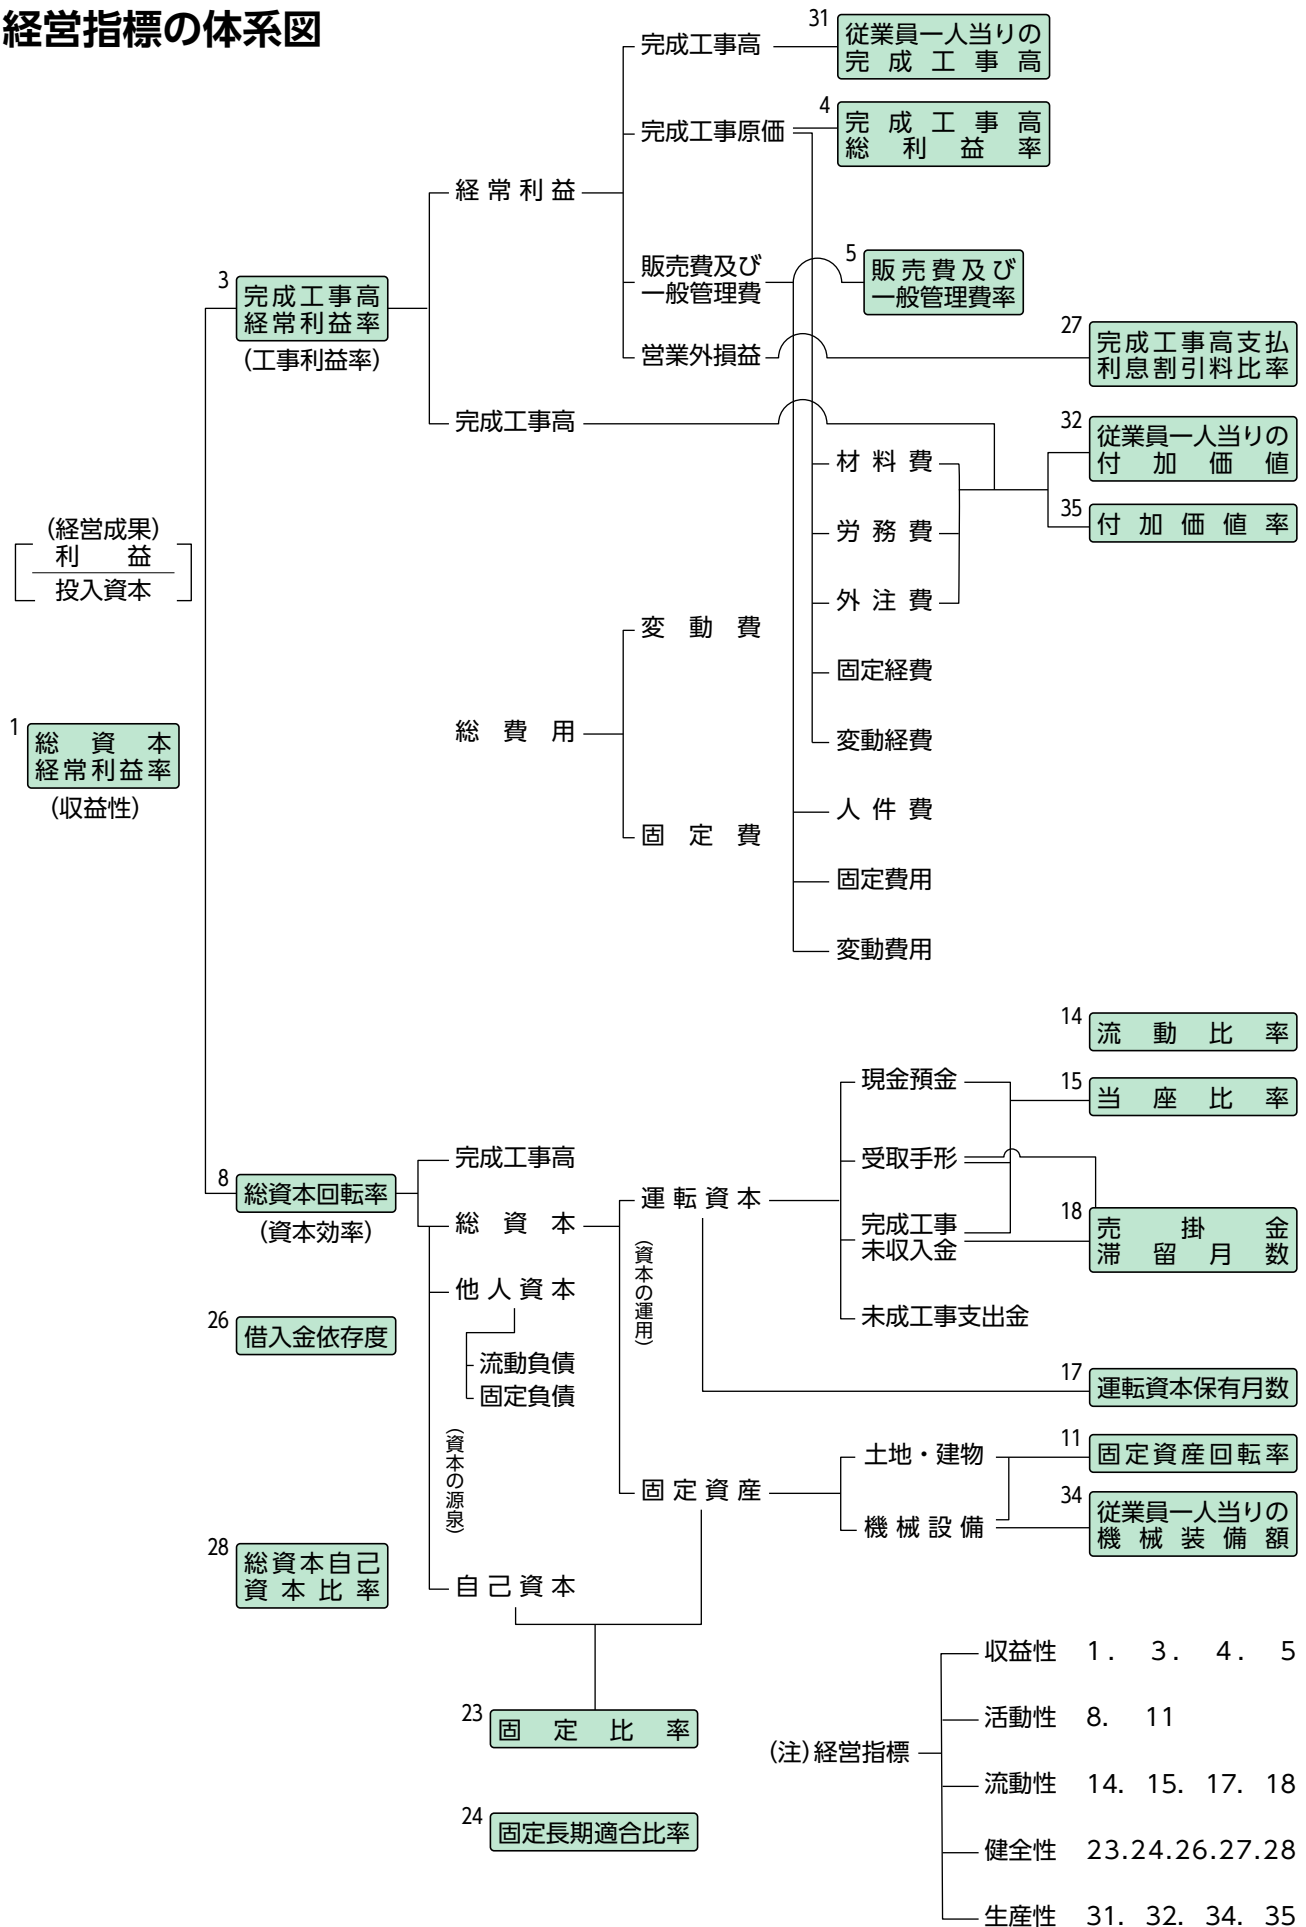 経営指標の体系図
31
従業員一人当りの
完成工事高
完成工事高
4
完成工事高
総利益率
完成工事原価
経常利益
販売費及び
一般管理費
5
販売費及び
一般管理費率
3
完成工事高
経常利益率
(工事利益率)
営業外損益
27
完成工事高支払
利息割引料比率
完成工事高
32
従業員一人当りの
付加価値
材料費
35
付加価値率
労務費
(経営成果)
利益
投入資本
外注費
変動費
固定経費
総費用
変動経費
1
総資本
経常利益率
(収益性)
人件費
固定費
固定費用
変動費用
14
流動比率
現金預金
15
当座比率
完成工事高
受取手形
8
総資本回転率
(資本効率)
総資本
運転資本
(資本の運用)
完成工事
未収入金
18
売掛金
滞留月数
他人資本
未成工事支出金
26
借入金依存度
流動負債
固定負債
17
運転資本保有月数
(資本の源泉)
土地・建物
11
固定資産回転率
固定資産
機械設備
34
従業員一人当りの
機械装備額
28
総資本自己
資本比率
自己資本
23
固定比率
24
固定長期適合比率
(注)経営指標
収益性 1. 3. 4. 5
活動性 8. 11
流動性 14. 15. 17. 18
健全性 23.24.26.27.28
生産性 31. 32. 34. 35